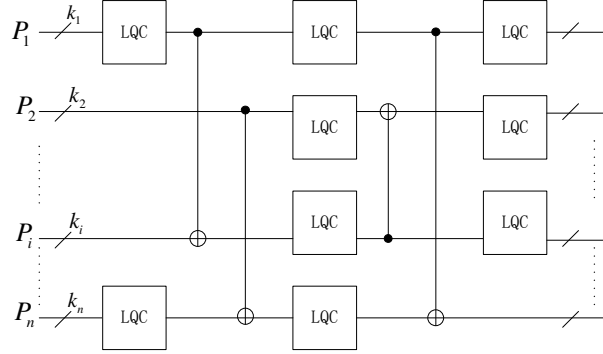 P₁ k₁ LQC LQC LQC
P₂ k₂ LQC LQC
Pᵢ kᵢ LQC LQC
Pₙ kₙ LQC LQC